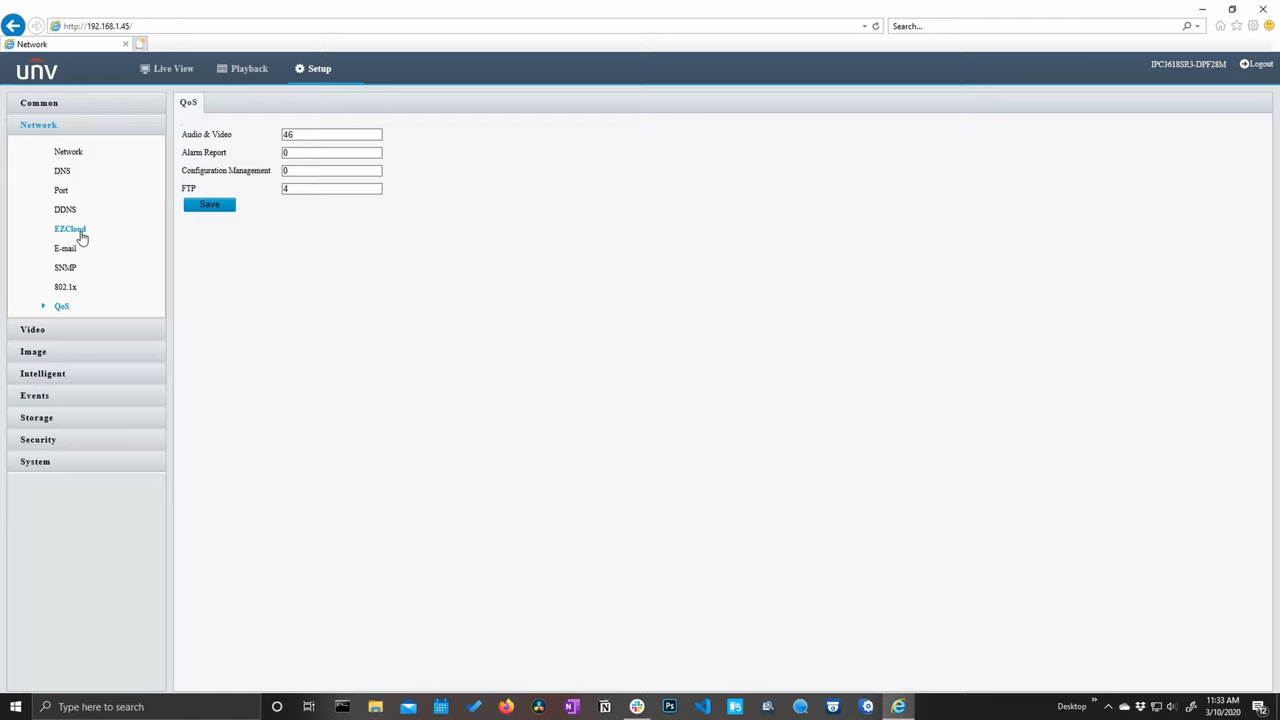 http://192.168.1.45/
Search...
Network
unv
Live View
Playback
Setup
IPC3618SR3-DPF28M
Logout
Common
Network
Network
DNS
Port
DDNS
EZCloud
E-mail
SNMP
802.1x
QoS
Video
Image
Intelligent
Events
Storage
Security
System
QoS
Audio & Video 46
Alarm Report 0
Configuration Management 0
FTP 4
Save
Type here to search
Desktop
11:33 AM
3/10/2020
12